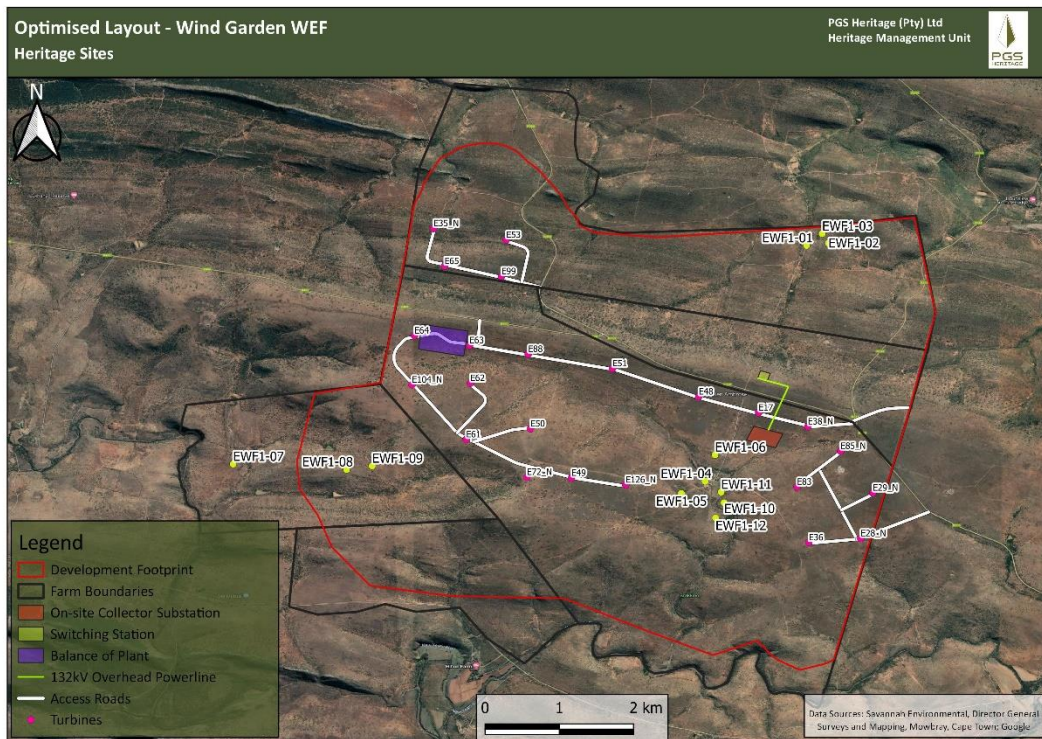 Optimised Layout - Wind Garden WEF
Heritage Sites
PGS Heritage (Pty) Ltd
Heritage Management Unit
PGS
HERITAGE
N
E35_N
E53
EWF1-03
EWF1-01
EWF1-02
E65
E99
E64
E63
E88
E51
E104_N
E62
E48
E17
E38_N
E50
E61
EWF1-06
E85_N
EWF1-07
EWF1-08
EWF1-09
E72_N
E49
E126_N
EWF1-04
E83
EWF1-11
E29_N
EWF1-05
EWF1-10
EWF1-12
E36
E28_N
Legend
Development Footprint
Farm Boundaries
On-site Collector Substation
Switching Station
Balance of Plant
132kV Overhead Powerline
Access Roads
Turbines
0 1 2 km
Data Sources: Savannah Environmental, Director General
Surveys and Mapping, Mowbray, Cape Town; Google